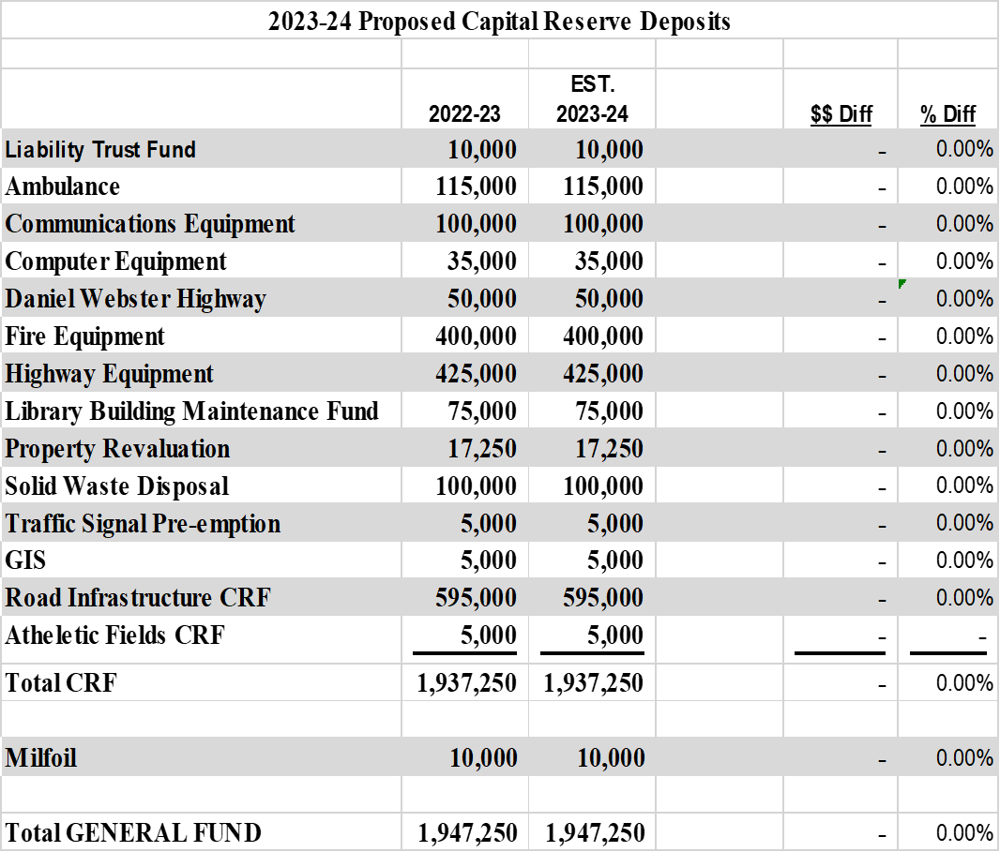 2023-24 Proposed Capital Reserve Deposits
EST.
2022-23 2023-24 $$ Diff % Diff
Liability Trust Fund 10,000 10,000 - 0.00%
Ambulance 115,000 115,000 - 0.00%
Communications Equipment 100,000 100,000 - 0.00%
Computer Equipment 35,000 35,000 - 0.00%
Daniel Webster Highway 50,000 50,000 - 0.00%
Fire Equipment 400,000 400,000 - 0.00%
Highway Equipment 425,000 425,000 - 0.00%
Library Building Maintenance Fund 75,000 75,000 - 0.00%
Property Revaluation 17,250 17,250 - 0.00%
Solid Waste Disposal 100,000 100,000 - 0.00%
Traffic Signal Pre-emption 5,000 5,000 - 0.00%
GIS 5,000 5,000 - 0.00%
Road Infrastructure CRF 595,000 595,000 - 0.00%
Atheletic Fields CRF 5,000 5,000 - -
Total CRF 1,937,250 1,937,250 - 0.00%
Milfoil 10,000 10,000 - 0.00%
Total GENERAL FUND 1,947,250 1,947,250 - 0.00%